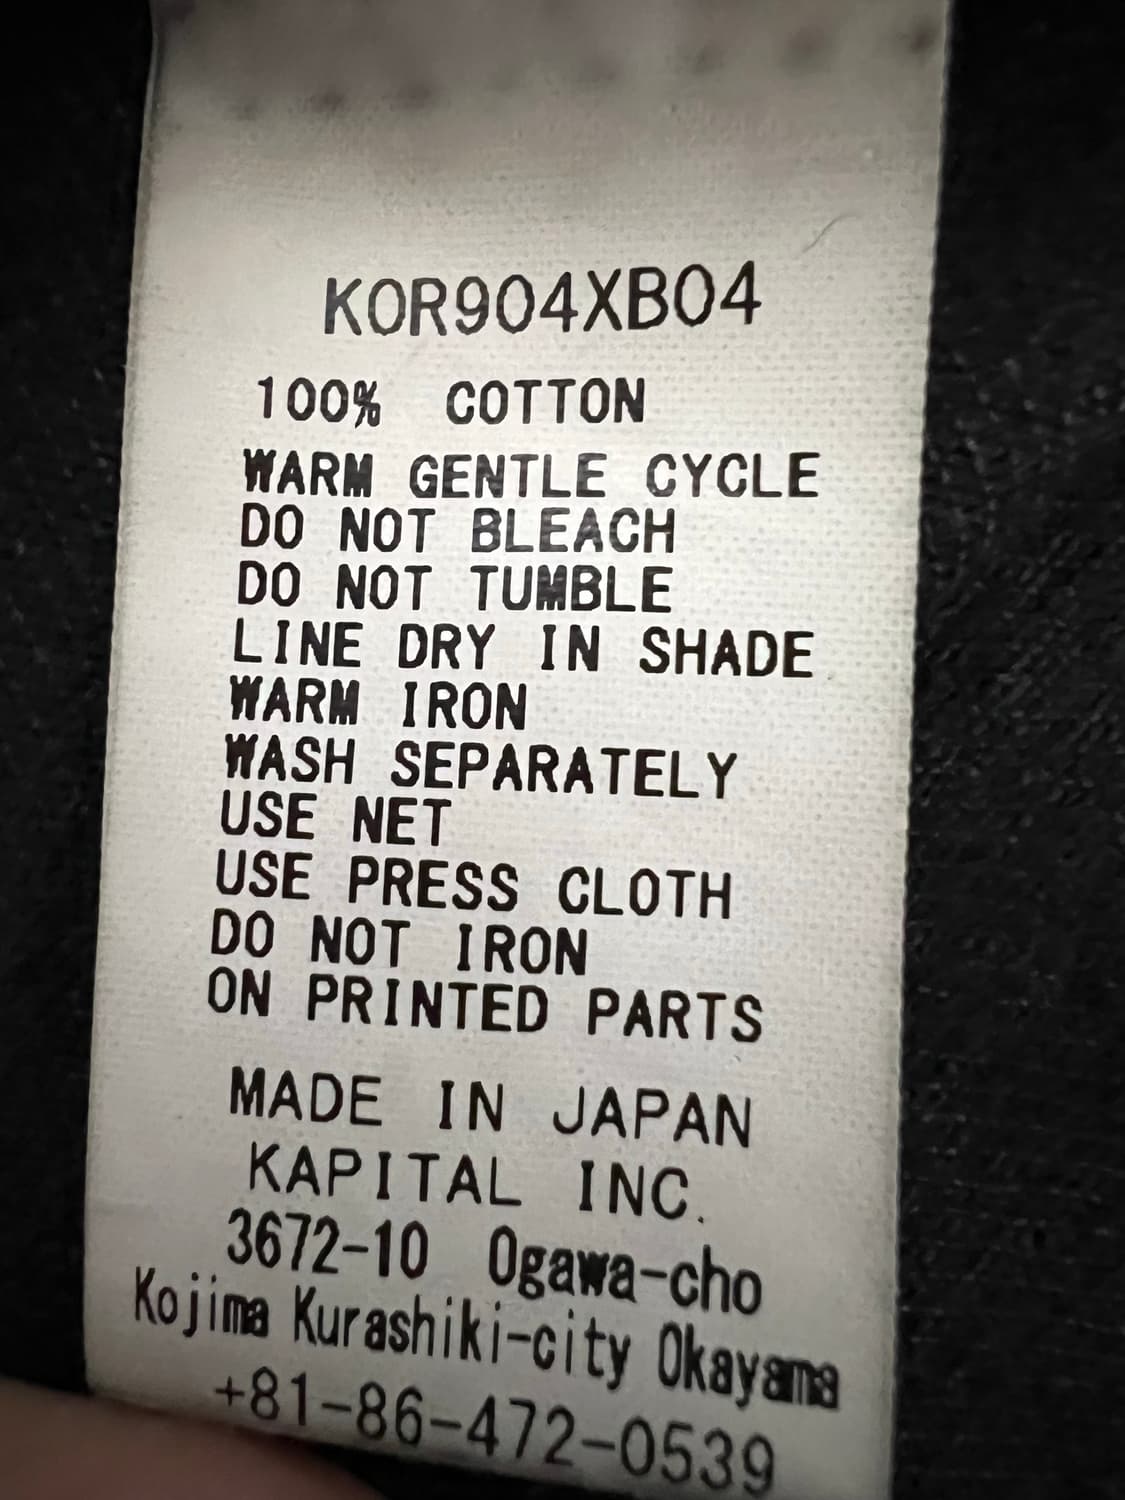 KOR904XB04
100% COTTON
WARM GENTLE CYCLE
DO NOT BLEACH
DO NOT TUMBLE
LINE DRY IN SHADE
WARM IRON
WASH SEPARATELY
USE NET
USE PRESS CLOTH
DO NOT IRON
ON PRINTED PARTS
MADE IN JAPAN
KAPITAL INC.
3672-10 Ogawa-cho
Kojima Kurashiki-city Okayama
+81-86-472-0539